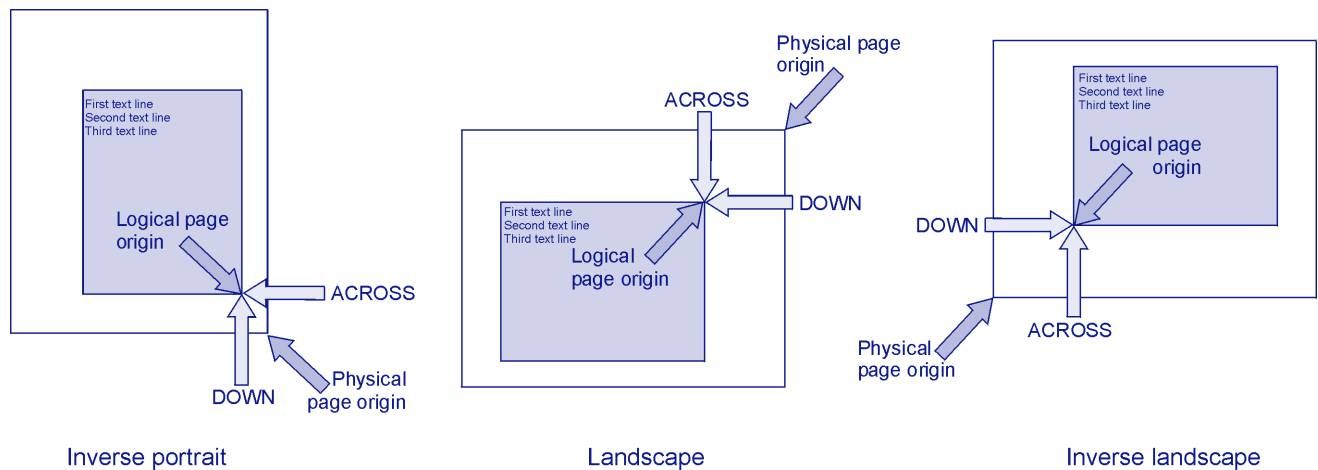 First text line
Second text line
Third text line
Logical page
origin
ACROSS
DOWN
Physical
page origin
Inverse portrait
Physical page
origin
ACROSS
DOWN
First text line
Second text line
Third text line
Logical
page origin
Landscape
First text line
Second text line
Third text line
Logical page
origin
DOWN
ACROSS
Physical
page origin
Inverse landscape